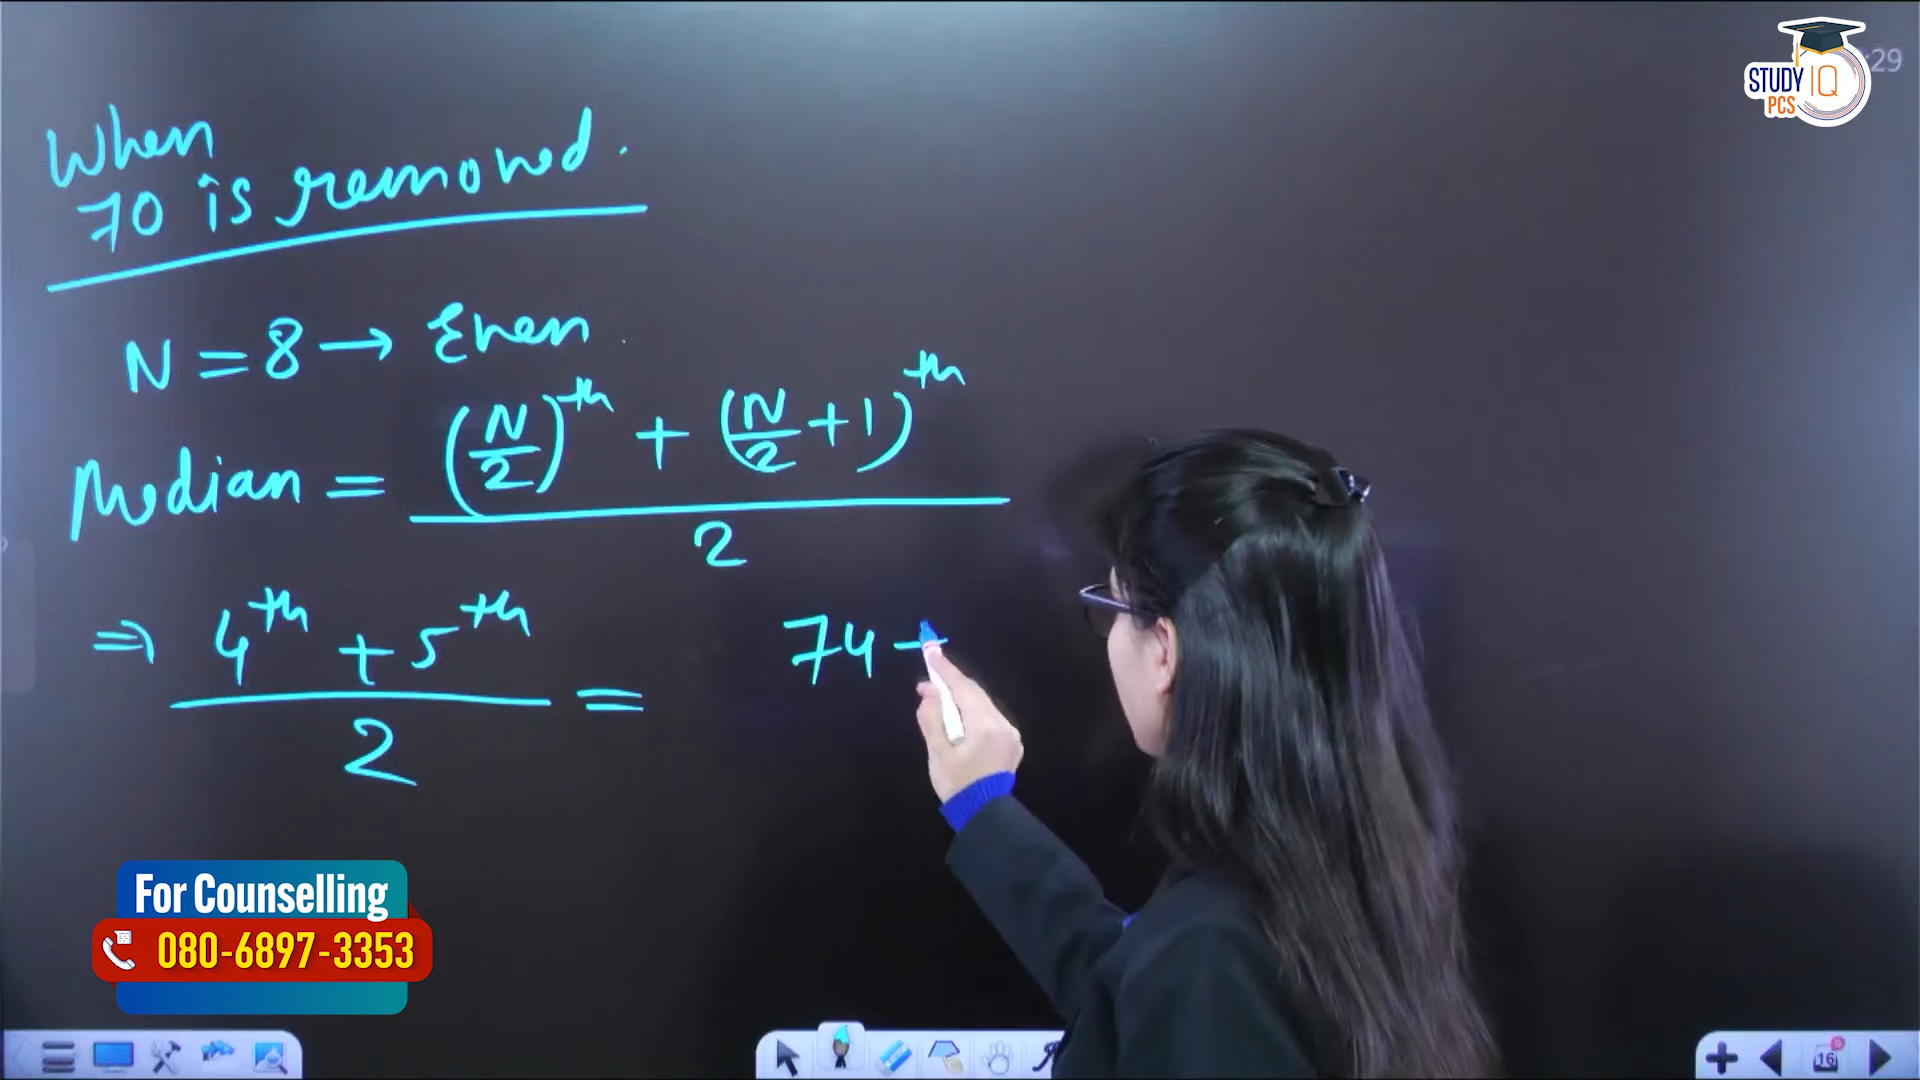 STUDY IQ
PCS
:29
When
70 is removed.
N = 8 → Even
Median = (N/2)th + (N/2 + 1)th
2
⇒ 4th + 5th =
2
74 +
For Counselling
080-6897-3353
16